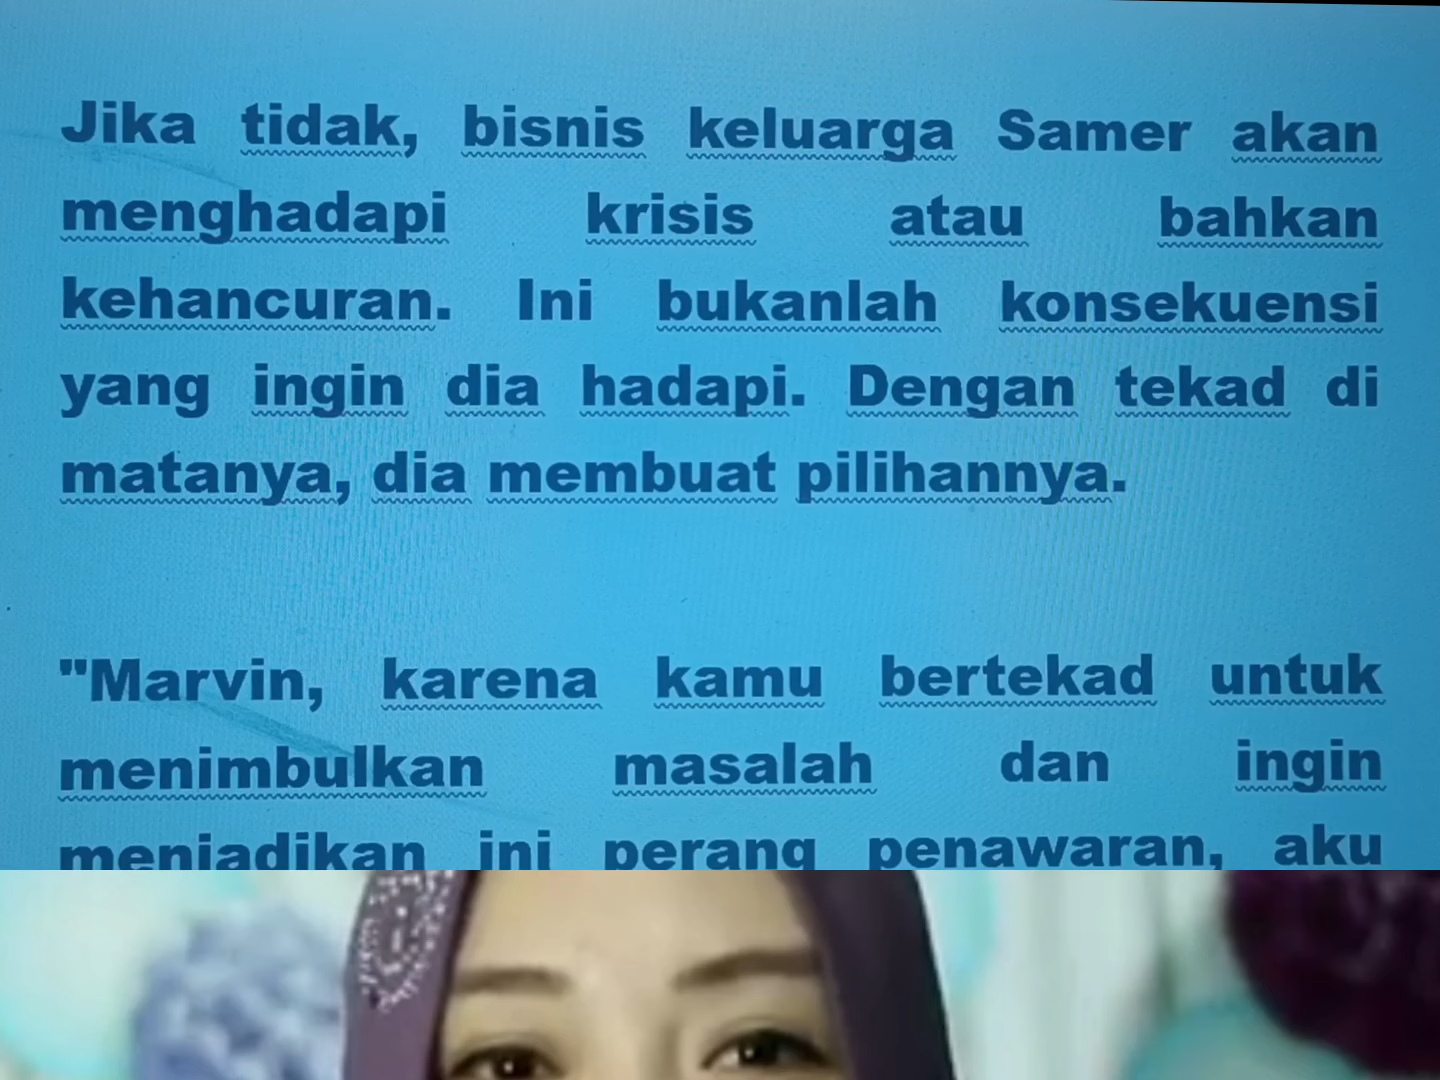 Jika tidak, bisnis keluarga Samer akan
menghadapi krisis atau bahkan
kehancuran. Ini bukanlah konsekuensi
yang ingin dia hadapi. Dengan tekad di
matanya, dia membuat pilihannya.
"Marvin, karena kamu bertekad untuk
menimbulkan masalah dan ingin
menjadikan ini perang penawaran, aku